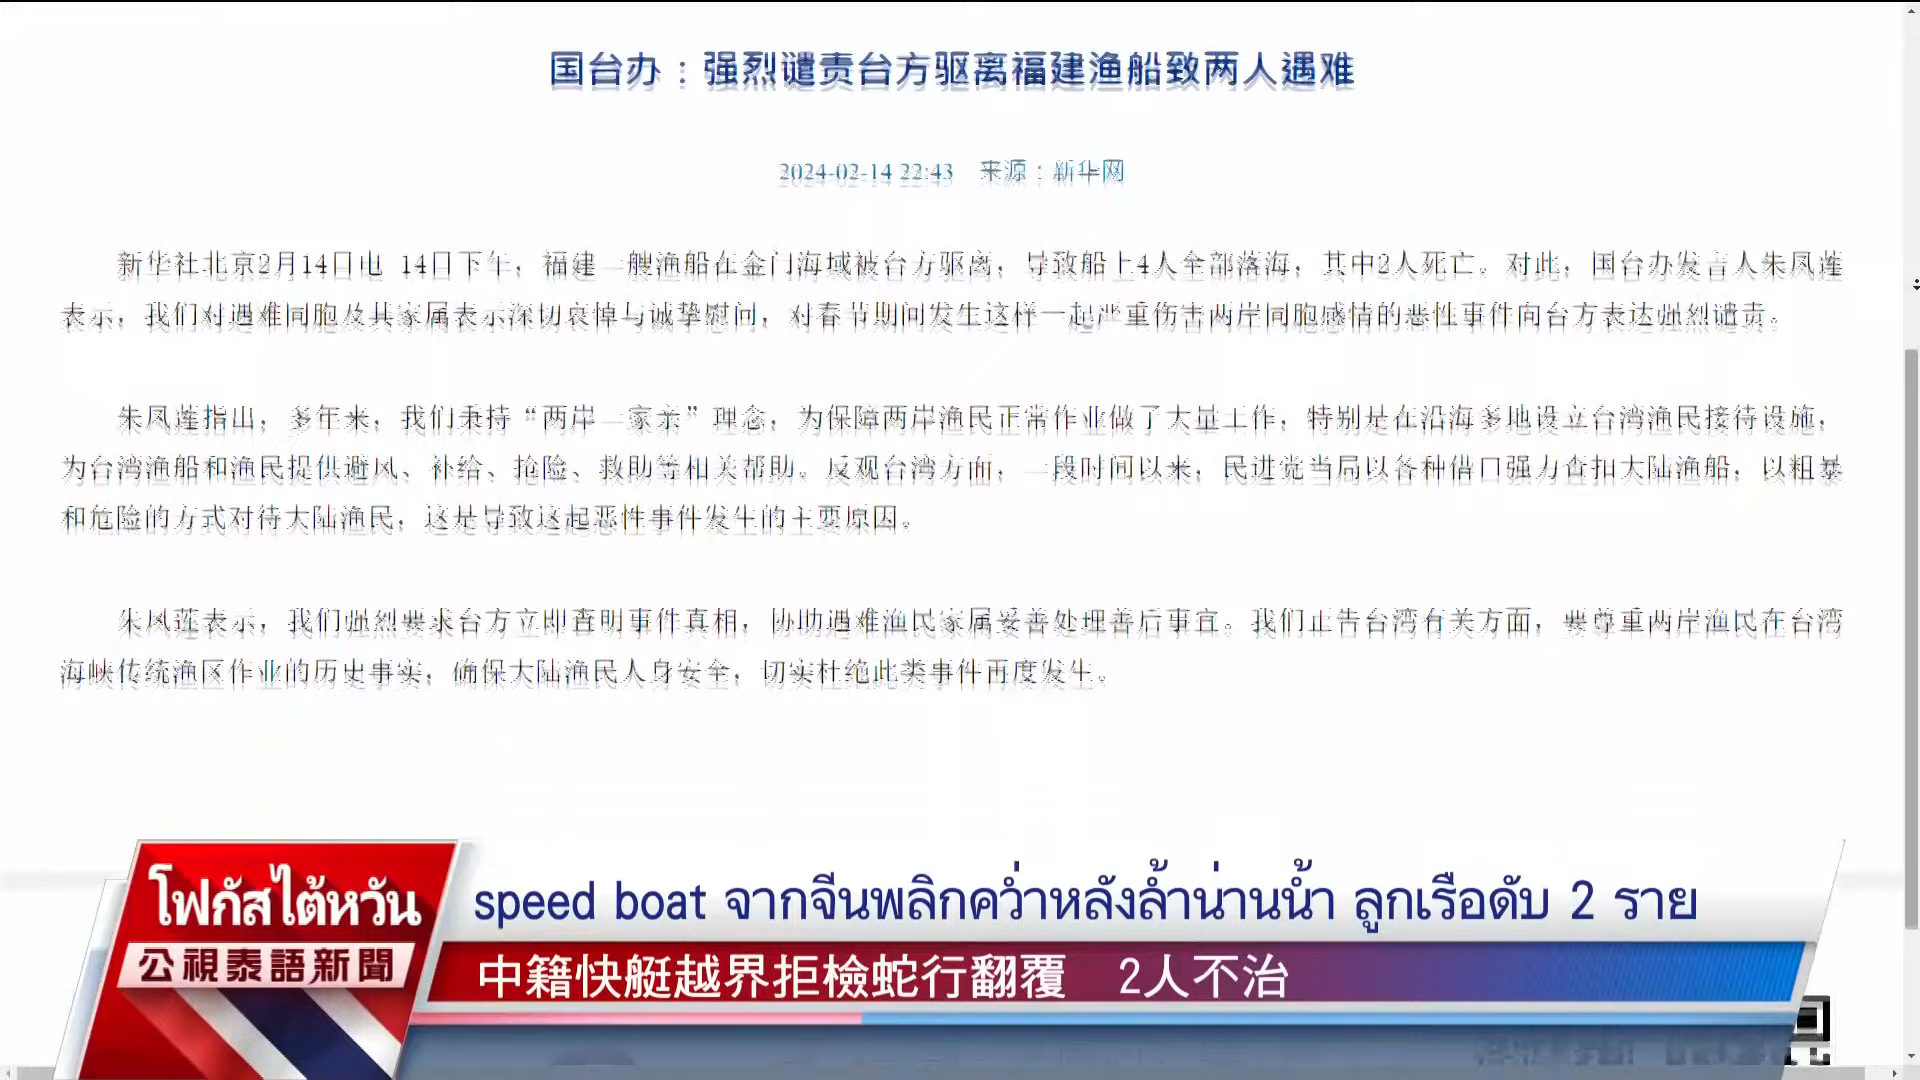 国台办：强烈谴责台方驱离福建渔船致两人遇难
2024-02-14 22:43 来源：新华网
新华社北京2月14日电 14日下午，福建一艘渔船在金门海域被台方驱离，导致船上4人全部落海，其中2人死亡。对此，国台办发言人朱凤莲
表示，我们对遇难同胞及其家属表示深切哀悼与诚挚慰问，对春节期间发生这样一起严重伤害两岸同胞感情的恶性事件向台方表达强烈谴责。
朱凤莲指出，多年来，我们秉持“两岸一家亲”理念，为保障两岸渔民正常作业做了大量工作，特别是在沿海多地设立台湾渔民接待设施，
为台湾渔船和渔民提供避风、补给、抢险、救助等相关帮助。反观台湾方面，一段时间以来，民进党当局以各种借口强力查扣大陆渔船，以粗暴
和危险的方式对待大陆渔民，这是导致这起恶性事件发生的主要原因。
朱凤莲表示，我们强烈要求台方立即查明事件真相，协助遇难渔民家属妥善处理善后事宜。我们正告台湾有关方面，要尊重两岸渔民在台湾
海峡传统渔区作业的历史事实，确保大陆渔民人身安全，切实杜绝此类事件再度发生。
โฟกัสไต้หวัน
speed boat จากจีนพลิกคว่ำหลังล้ำน่านน้ำ ลูกเรือดับ 2 ราย
公視泰語新聞
中籍快艇越界拒檢蛇行翻覆 2人不治